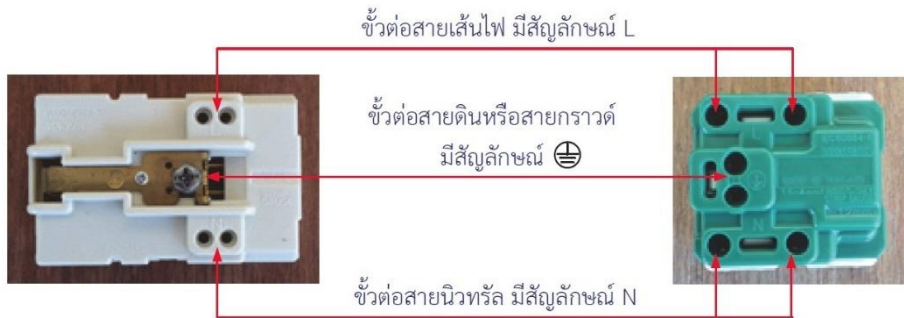 ขั้วต่อสายเส้นไฟ มีสัญลักษณ์ L
ขั้วต่อสายดินหรือสายกราวด์
มีสัญลักษณ์ ⏚
ขั้วต่อสายนิวทรัล มีสัญลักษณ์ N
L
N